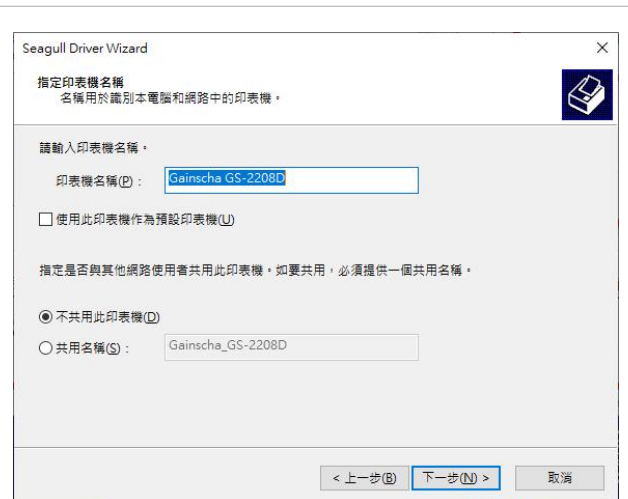 Seagull Driver Wizard
指定印表機名稱
名稱用於識別本電腦和網路中的印表機。
請輸入印表機名稱。
印表機名稱(P)： Gainscha GS-2208D
使用此印表機作為預設印表機(U)
指定是否與其他網路使用者共用此印表機。如要共用，必須提供一個共用名稱。
不共用此印表機(D)
共用名稱(S)： Gainscha_GS-2208D
< 上一步(B) 下一步(N) > 取消